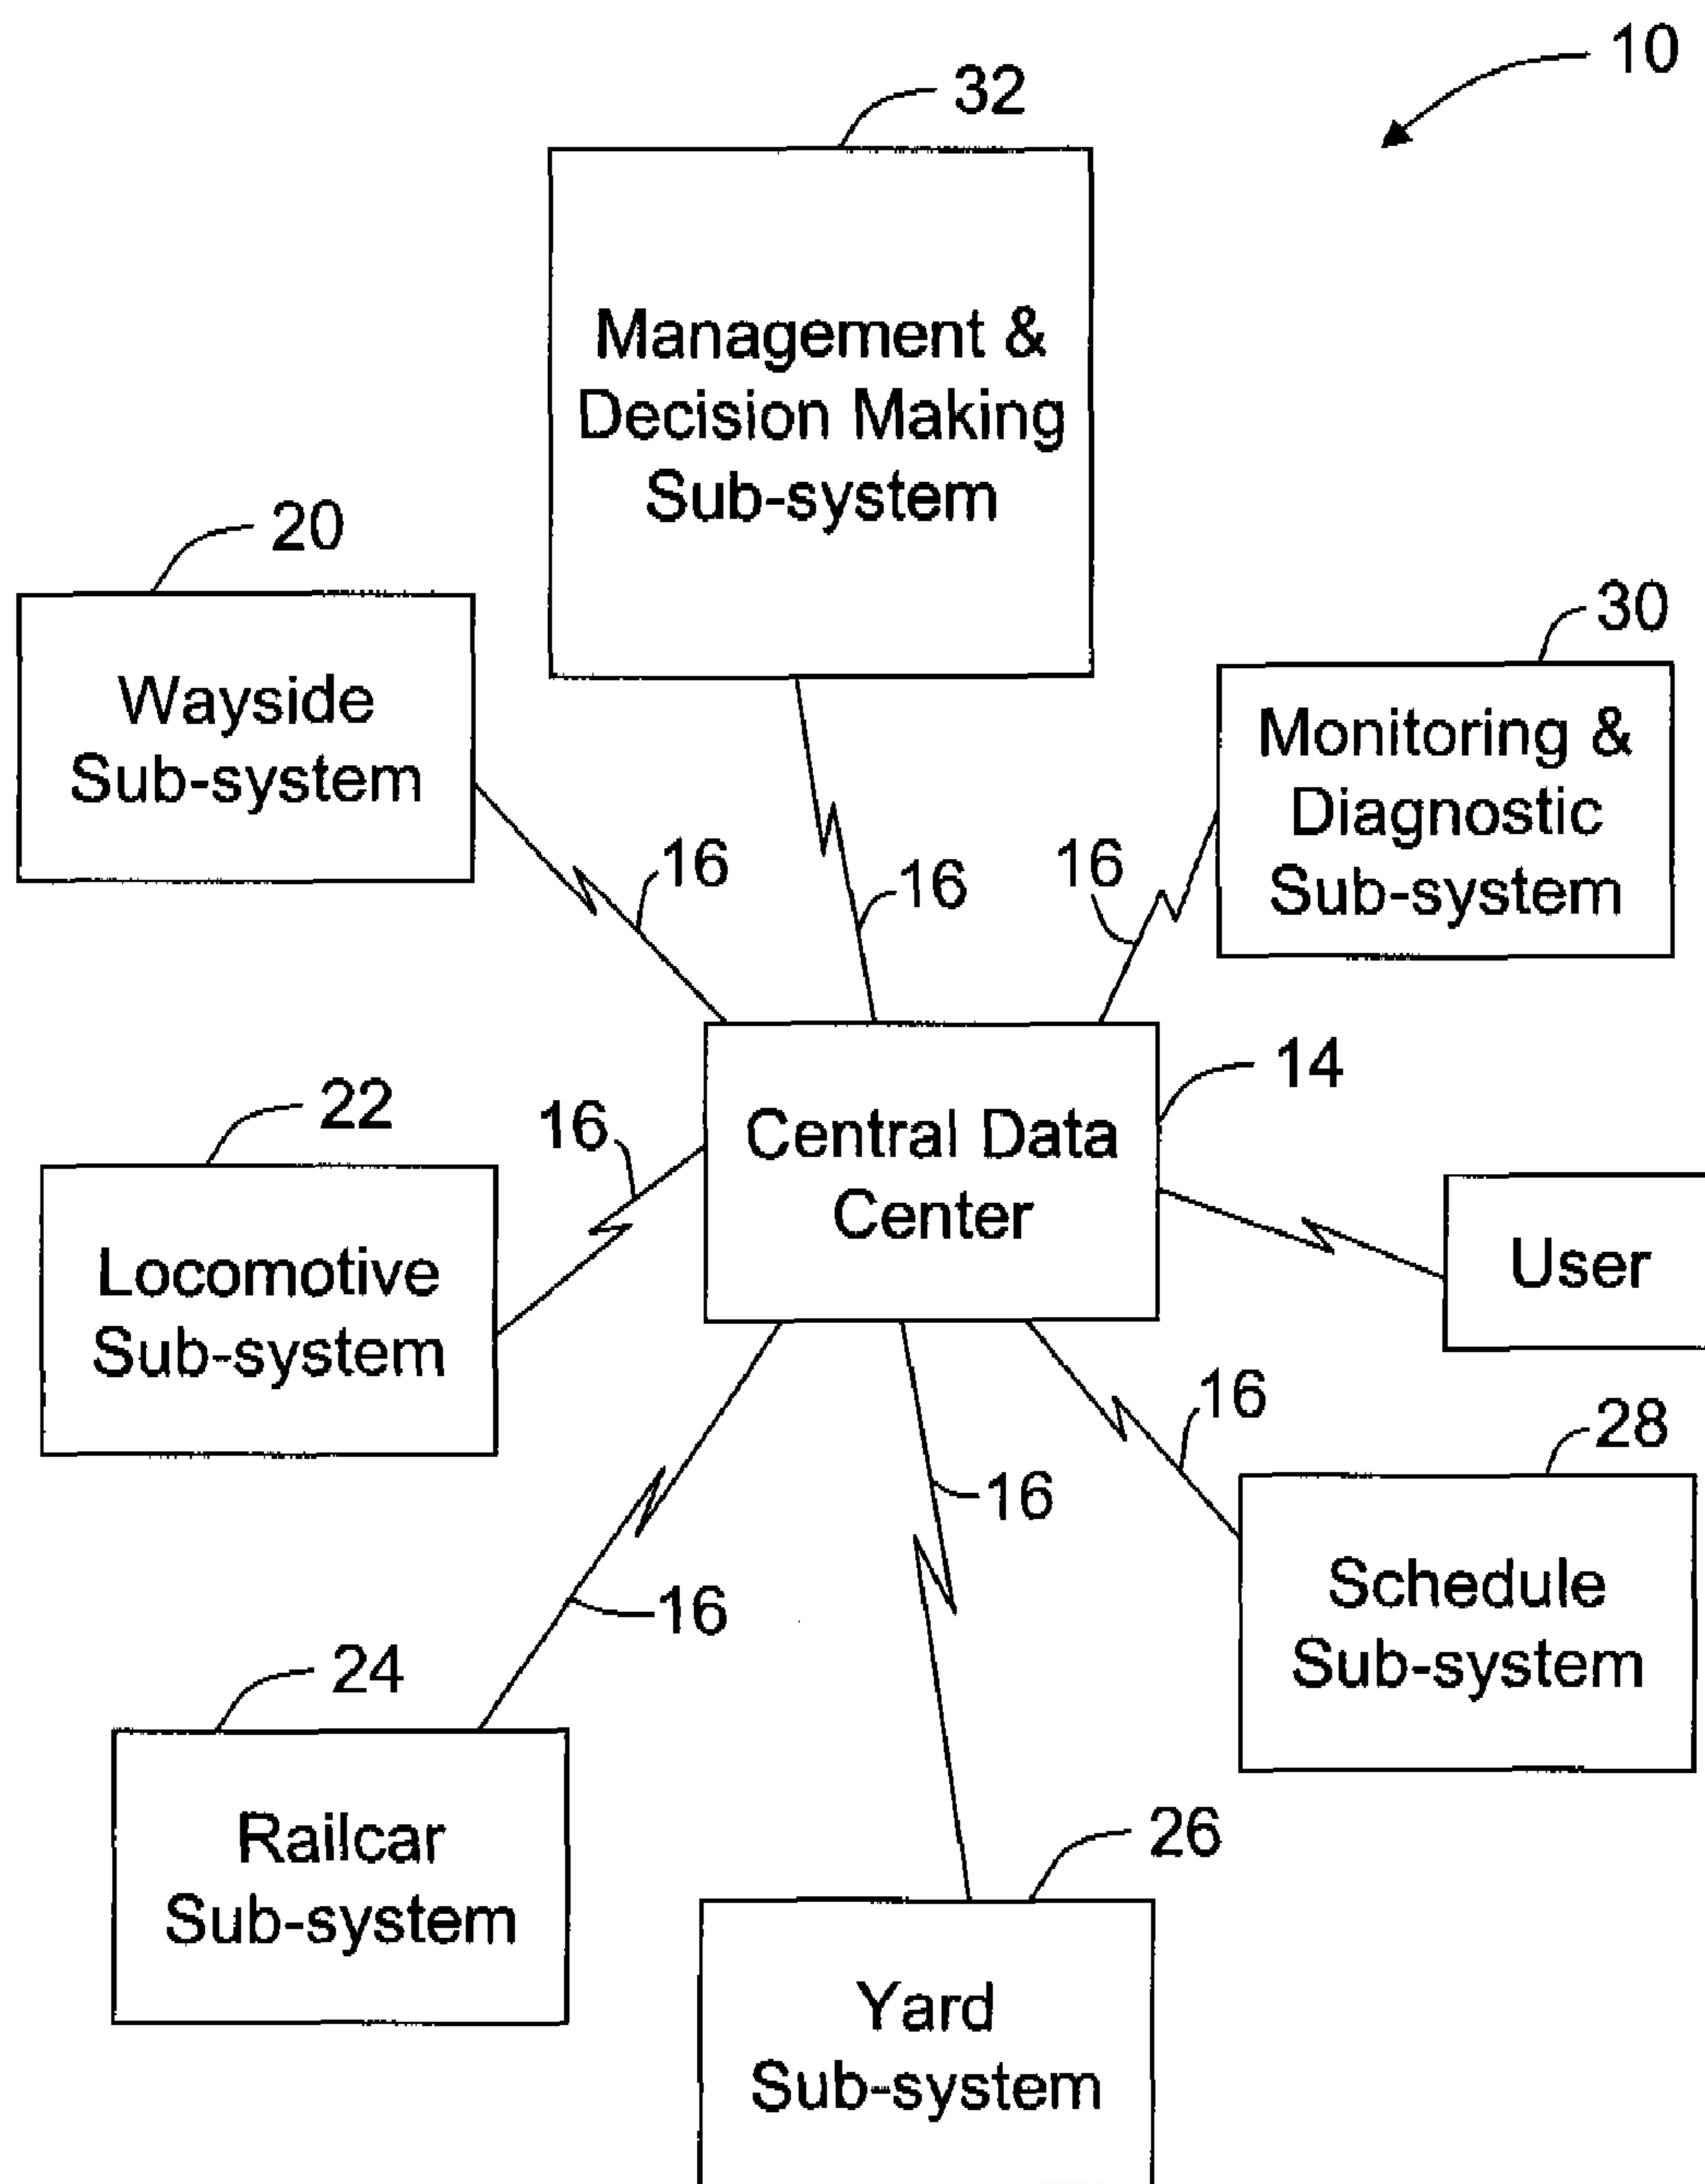 10
32
Management &
Decision Making
Sub-system
20
Wayside
Sub-system
30
Monitoring &
Diagnostic
Sub-system
16
16
16
14
Central Data
Center
22
16
Locomotive
Sub-system
User
16
28
16
Schedule
Sub-system
16
24
Railcar
Sub-system
26
Yard
Sub-system